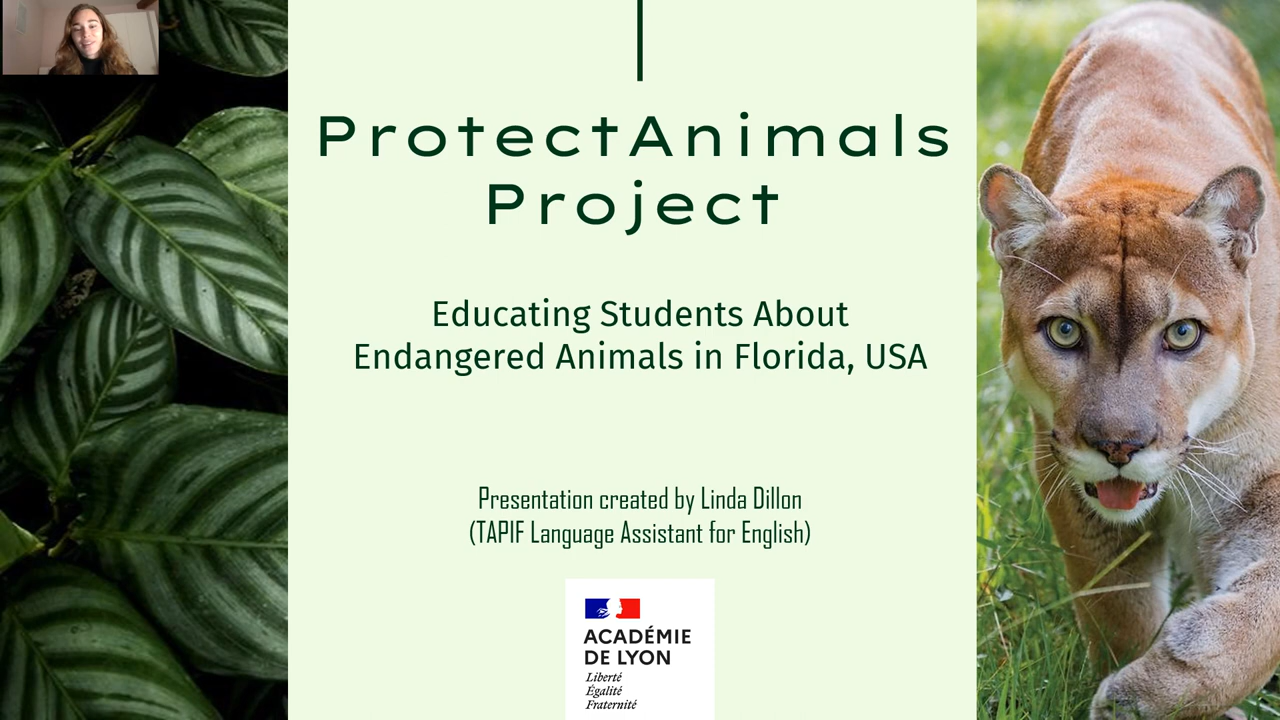 ProtectAnimals
Project
Educating Students About
Endangered Animals in Florida, USA
Presentation created by Linda Dillon
(TAPIF Language Assistant for English)
ACADÉMIE
DE LYON
Liberté
Égalité
Fraternité